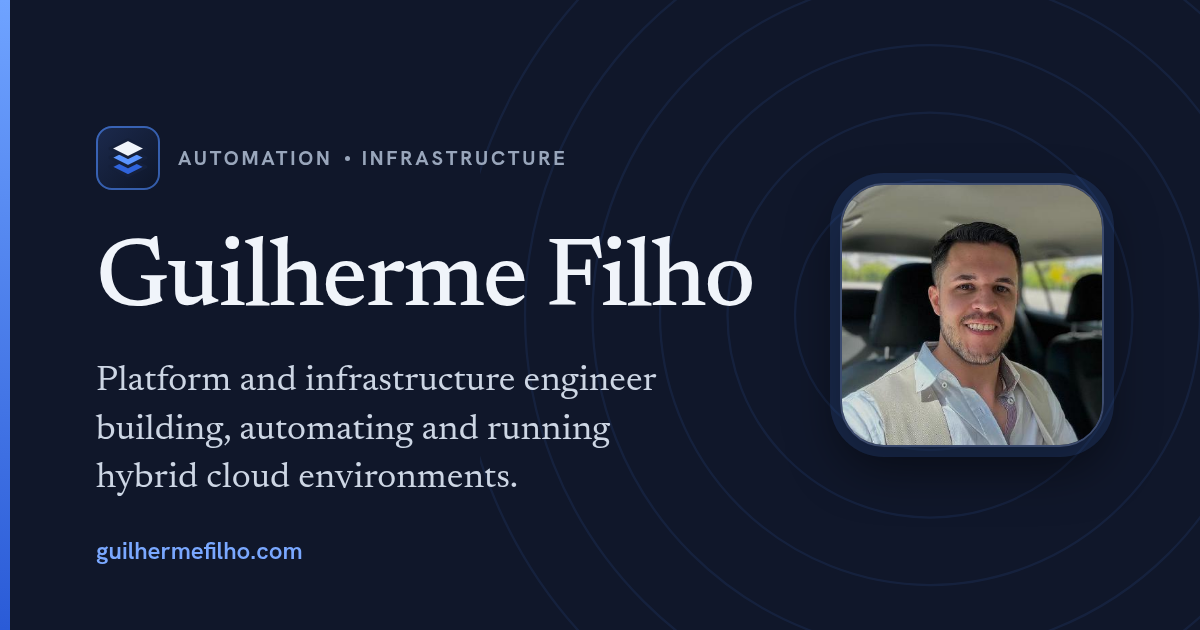 AUTOMATION • INFRASTRUCTURE
Guilherme Filho
Platform and infrastructure engineer
building, automating and running
hybrid cloud environments.
guilhermefilho.com